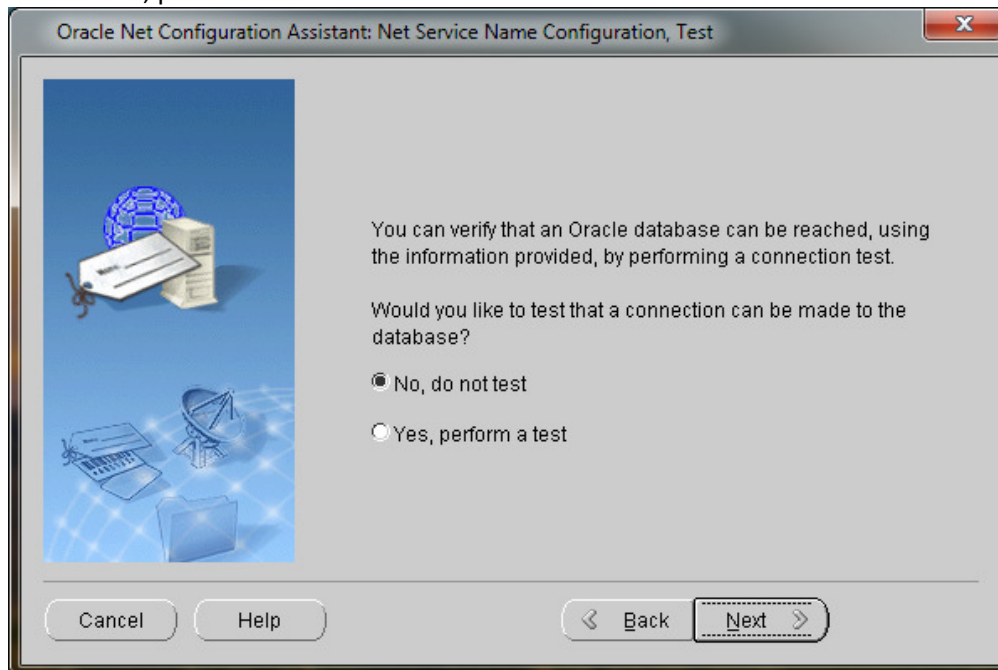 Oracle Net Configuration Assistant: Net Service Name Configuration, Test
You can verify that an Oracle database can be reached, using
the information provided, by performing a connection test.
Would you like to test that a connection can be made to the
database?
No, do not test
Yes, perform a test
Cancel
Help
Back
Next